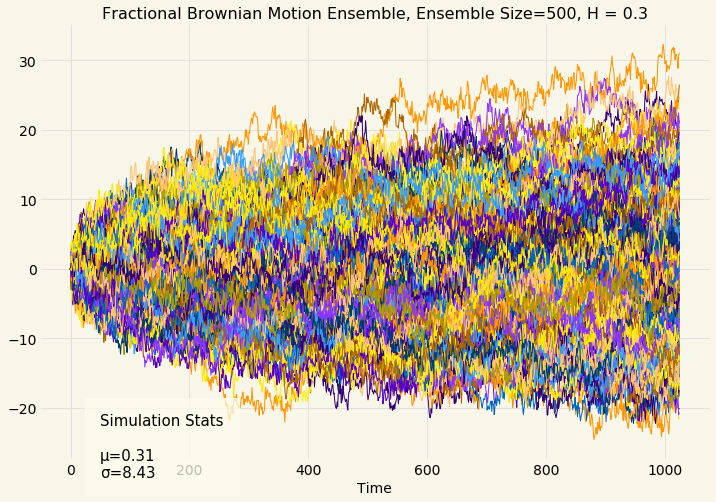 Fractional Brownian Motion Ensemble, Ensemble Size=500, H = 0.3
30
20
10
0
−10
−20
Simulation Stats
μ=0.31
σ=8.43
0
200
400
600
800
1000
Time